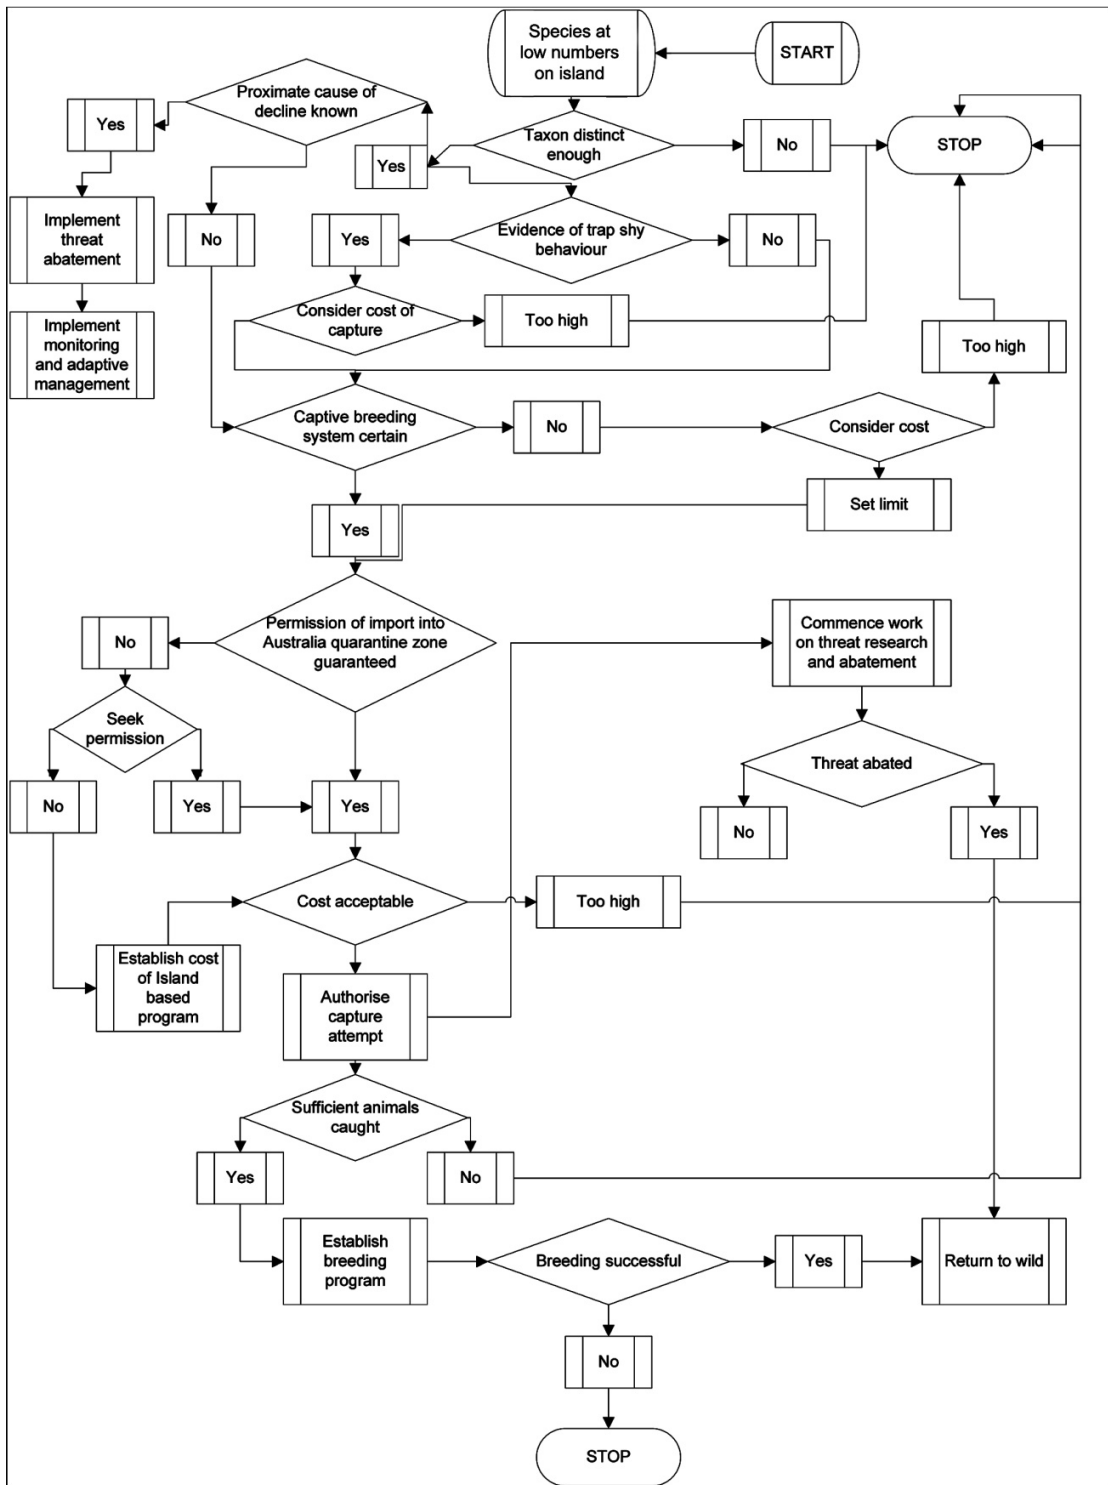 Species at
low numbers
on island
START
Proximate cause of
decline known
Yes
Taxon distinct
enough
No
STOP
Yes
Implement
threat
abatement
No
Yes
Evidence of trap shy
behaviour
No
Implement
monitoring
and adaptive
management
Consider cost of
capture
Too high
Too high
Captive breeding
system certain
No
Consider cost
Yes
Set limit
No
Permission of import into
Australia quarantine zone
guaranteed
Commence work
on threat research
and abatement
Seek
permission
Threat abated
No
Yes
Yes
No
Yes
Cost acceptable
Too high
Establish cost
of Island
based
program
Authorise
capture
attempt
Sufficient animals
caught
Yes
No
Establish
breeding
program
Breeding successful
Yes
Return to wild
No
STOP